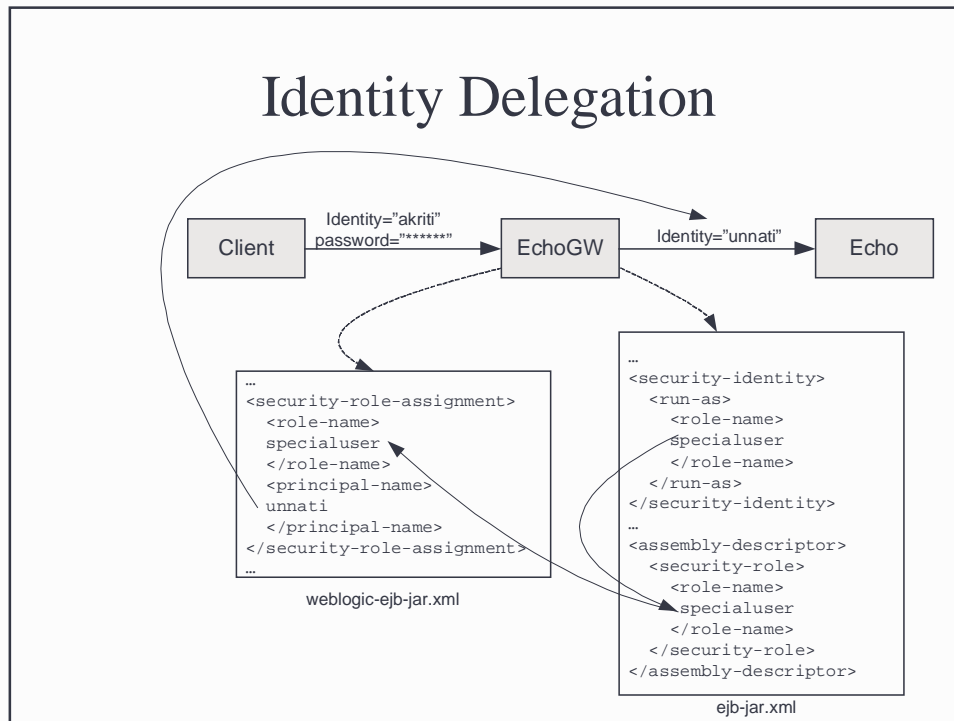 Identity Delegation
Client
Identity=”akriti”
password=”******”
EchoGW
Identity=”unnati”
Echo
…
<security-role-assignment>
<role-name>
specialuser
</role-name>
<principal-name>
unnati
</principal-name>
</security-role-assignment>
…
weblogic-ejb-jar.xml
…
<security-identity>
<run-as>
<role-name>
specialuser
</role-name>
</run-as>
</security-identity>
…
<assembly-descriptor>
<security-role>
<role-name>
specialuser
</role-name>
</security-role>
</assembly-descriptor>
ejb-jar.xml